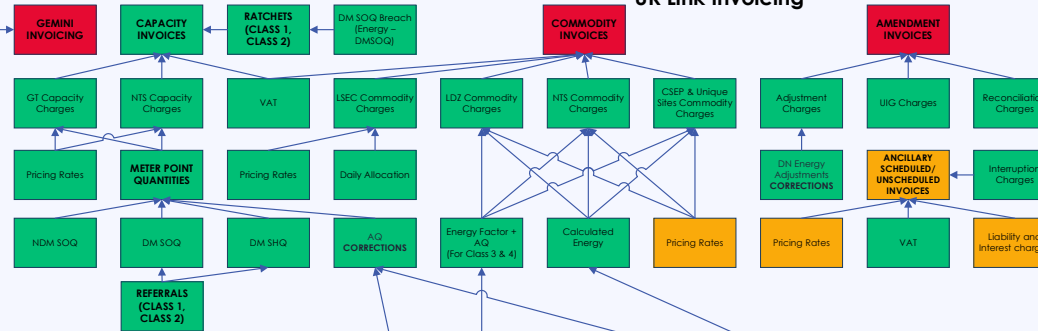 UK Link Invoicing
GEMINI
INVOICING
CAPACITY
INVOICES
RATCHETS
(CLASS 1,
CLASS 2)
DM SOQ Breach
(Energy –
DMSOQ)
COMMODITY
INVOICES
AMENDMENT
INVOICES
GT Capacity
Charges
NTS Capacity
Charges
VAT
LSEC Commodity
Charges
LDZ Commodity
Charges
NTS Commodity
Charges
CSEP & Unique
Sites Commodity
Charges
Adjustment
Charges
UIG Charges
Reconciliatio
Charges
Pricing Rates
METER POINT
QUANTITIES
Pricing Rates
Daily Allocation
DN Energy
Adjustments
CORRECTIONS
ANCILLARY
SCHEDULED/
UNSCHEDULED
INVOICES
Interruption
Charges
NDM SOQ
DM SOQ
DM SHQ
AQ
CORRECTIONS
Energy Factor +
AQ
(For Class 3 & 4)
Calculated
Energy
Pricing Rates
Pricing Rates
VAT
Liability and
Interest charg
REFERRALS
(CLASS 1,
CLASS 2)